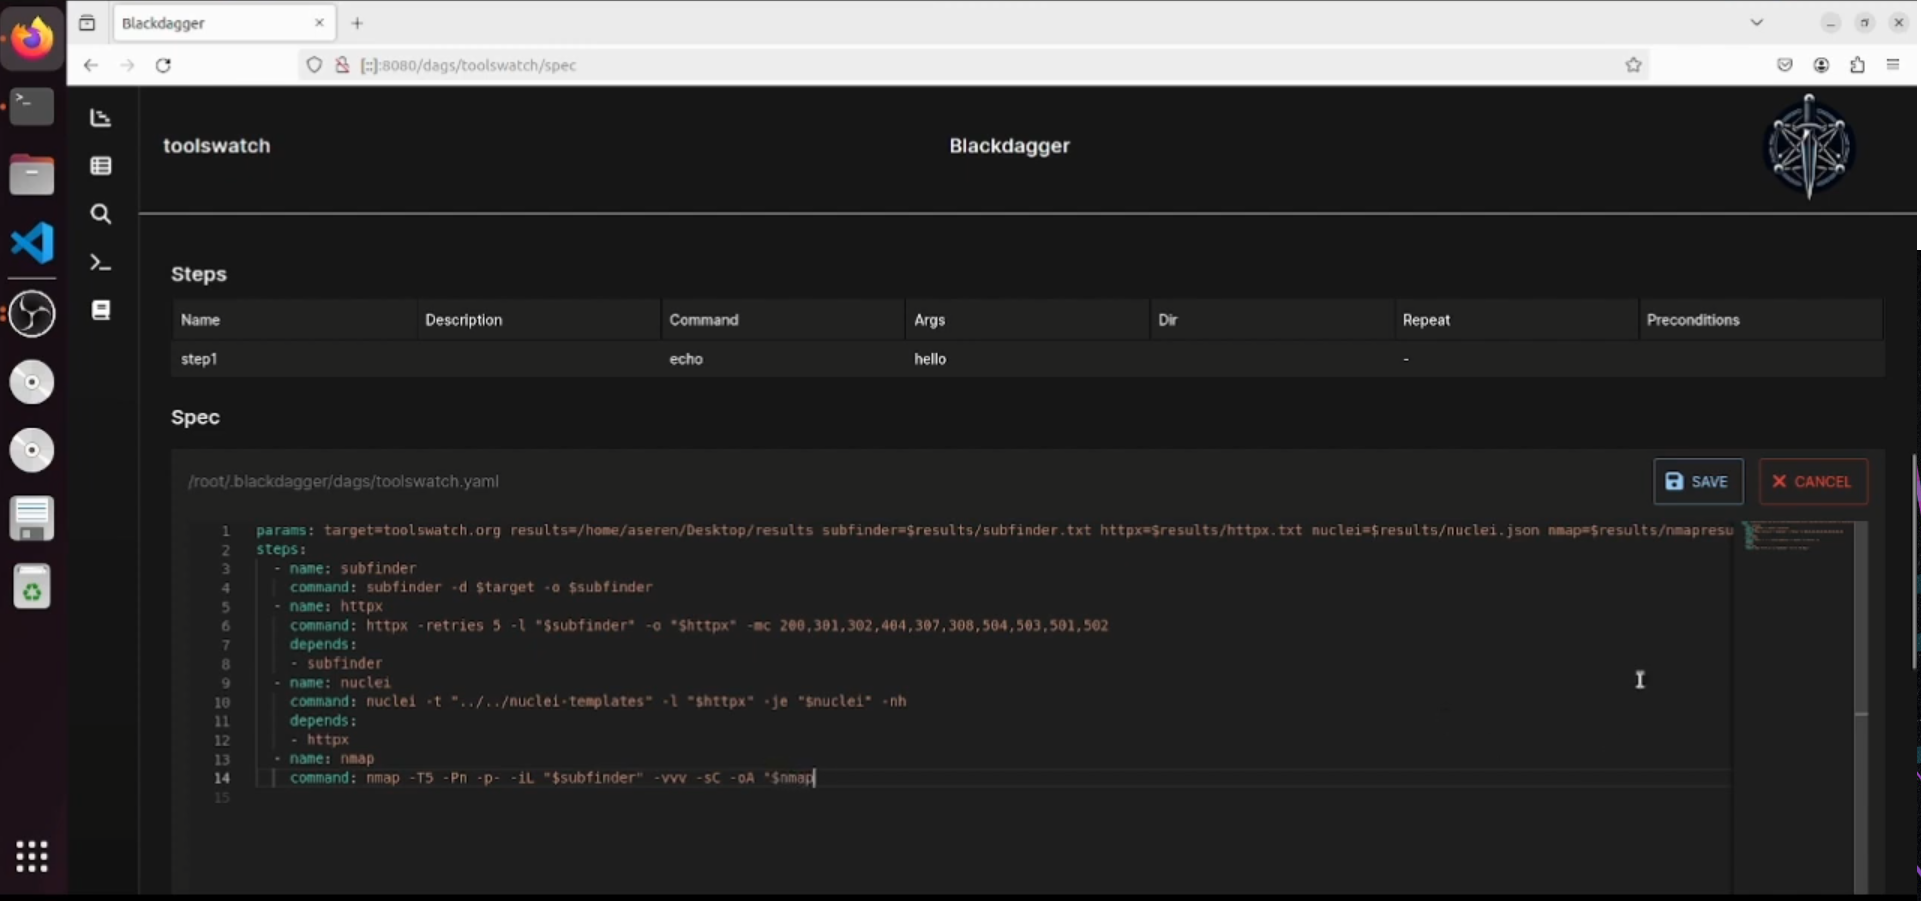 Blackdagger
[::]:8080/dags/toolswatch/spec
toolswatch
Blackdagger
Steps
Name Description Command Args Dir Repeat Preconditions
step1 echo hello -
Spec
/root/.blackdagger/dags/toolswatch.yaml
SAVE
CANCEL
1 params: target=toolswatch.org results=/home/aseren/Desktop/results subfinder=$results/subfinder.txt httpx=$results/httpx.txt nuclei=$results/nuclei.json nmap=$results/nmapresu
2 steps:
3 - name: subfinder
4 command: subfinder -d $target -o $subfinder
5 - name: httpx
6 command: httpx -retries 5 -l "$subfinder" -o "$httpx" -mc 200,301,302,404,307,308,504,503,501,502
7 depends:
8 - subfinder
9 - name: nuclei
10 command: nuclei -t "../../nuclei-templates" -l "$httpx" -je "$nuclei" -nh
11 depends:
12 - httpx
13 - name: nmap
14 command: nmap -T5 -Pn -p- -iL "$subfinder" -vvv -sC -oA "$nmap
15